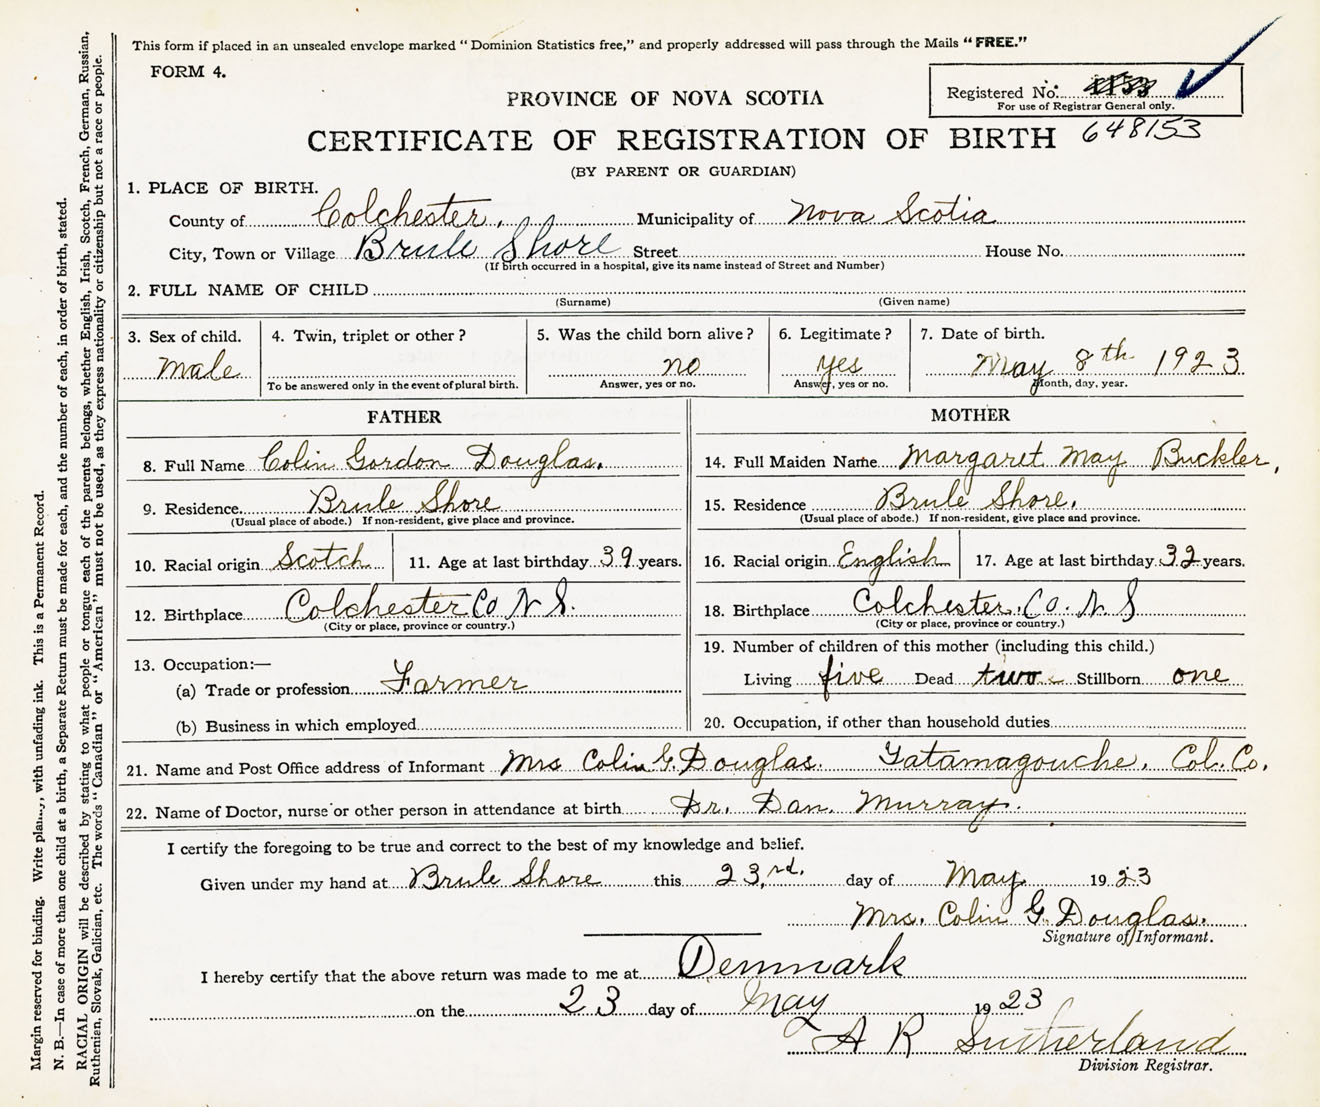 This form if placed in an unsealed envelope marked "Dominion Statistics free," and properly addressed will pass through the Mails "FREE."
FORM 4.
Registered No.
For use of Registrar General only.
648153
PROVINCE OF NOVA SCOTIA
CERTIFICATE OF REGISTRATION OF BIRTH
(BY PARENT OR GUARDIAN)
1. PLACE OF BIRTH.
County of Colchester, Municipality of Nova Scotia
City, Town or Village Brule Shore Street House No.
(If birth occurred in a hospital, give its name instead of Street and Number)
2. FULL NAME OF CHILD
(Surname) (Given name)
3. Sex of child. 4. Twin, triplet or other? 5. Was the child born alive? 6. Legitimate? 7. Date of birth.
Male no yes May 8th 1923
To be answered only in the event of plural birth. Answer, yes or no. Answer, yes or no. Month, day, year.
FATHER MOTHER
8. Full Name Colin Gordon Douglas. 14. Full Maiden Name Margaret May Buckler,
9. Residence Brule Shore 15. Residence Brule Shore.
(Usual place of abode.) If non-resident, give place and province. (Usual place of abode.) If non-resident, give place and province.
10. Racial origin Scotch 11. Age at last birthday 39 years. 16. Racial origin English 17. Age at last birthday 32 years.
12. Birthplace Colchester Co N S. 18. Birthplace Colchester, Co. N S
(City or place, province or country.) (City or place, province or country.)
19. Number of children of this mother (including this child.)
13. Occupation:—
Living five Dead two Stillborn one
(a) Trade or profession Farmer
20. Occupation, if other than household duties
(b) Business in which employed
21. Name and Post Office address of Informant Mrs Colin G. Douglas. Tatamagouche, Col. Co.
22. Name of Doctor, nurse or other person in attendance at birth Dr. Dan. Murray.
I certify the foregoing to be true and correct to the best of my knowledge and belief.
Given under my hand at Brule Shore this 23,rd. day of May 1923
Mrs. Colin G. Douglas.
Signature of Informant.
I hereby certify that the above return was made to me at Denmark
on the 23 day of May 1923
A R Sutherland
Division Registrar.
Margin reserved for binding. Write with unfading ink. This is a Permanent Record.
N. B.—In case of more than one child at a birth, a Separate Return must be made for each, and the number of each, in order of birth, stated.
RACIAL ORIGIN will be described by stating to what people or tongue each of the parents belongs, whether English, Irish, Scotch, French, German, Russian,
Ruthenian, Slovak, Galician, etc. The words "Canadian" or "American" must not be used, as they express nationality or citizenship but not a race or people.